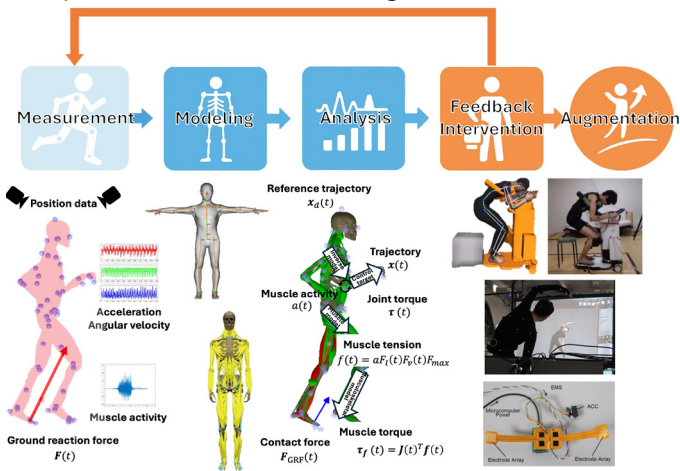 Measurement
Modeling
Analysis
Feedback
Intervention
Augmentation
Position data
Acceleration
Angular velocity
Muscle activity
Ground reaction force
F(t)
Reference trajectory
x_d(t)
Trajectory
x(t)
Control
target
Muscle activity
a(t)
Joint torque
τ(t)
Muscle tension
f(t) = aF_l(t)F_v(t)F_max
Contact force
F_GRF(t)
Muscle torque
τ_f(t) = J(t)^T f(t)
EMS
ACC
Microcomputer
Power
Electrode Array
Electrode Array